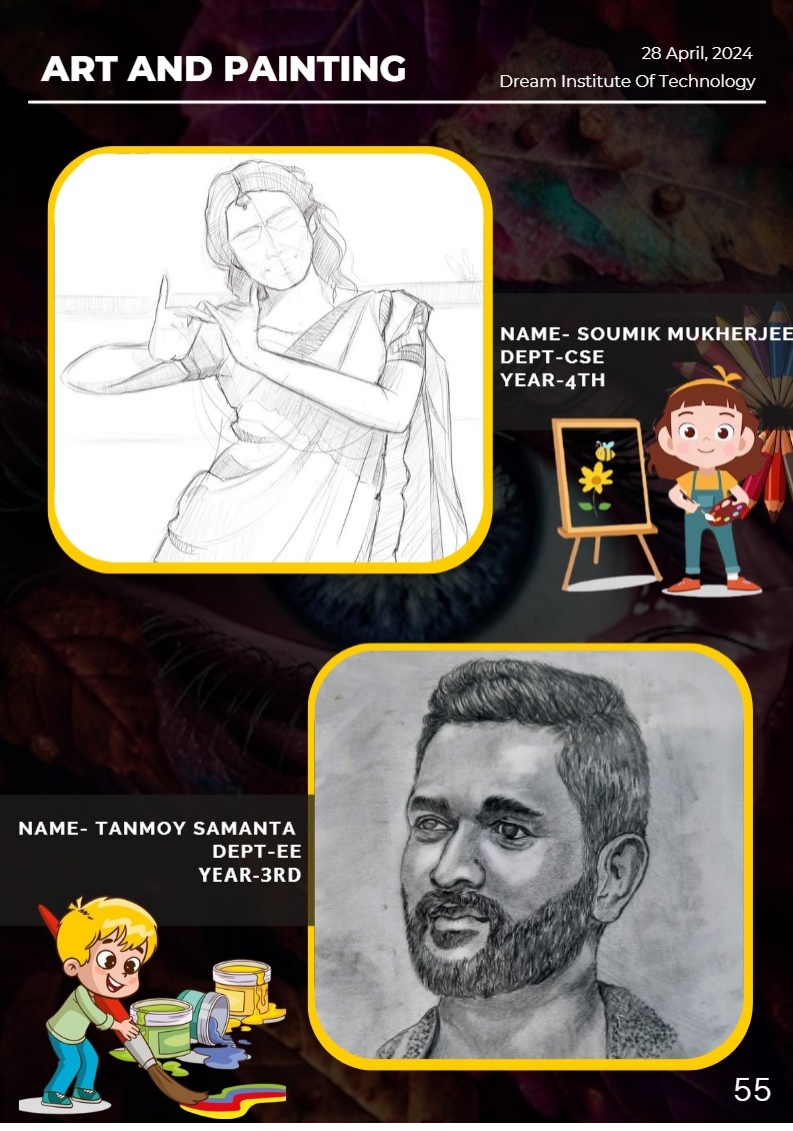 ART AND PAINTING
28 April, 2024
Dream Institute Of Technology
NAME- SOUMIK MUKHERJEE
DEPT-CSE
YEAR-4TH
NAME- TANMOY SAMANTA
DEPT-EE
YEAR-3RD
55